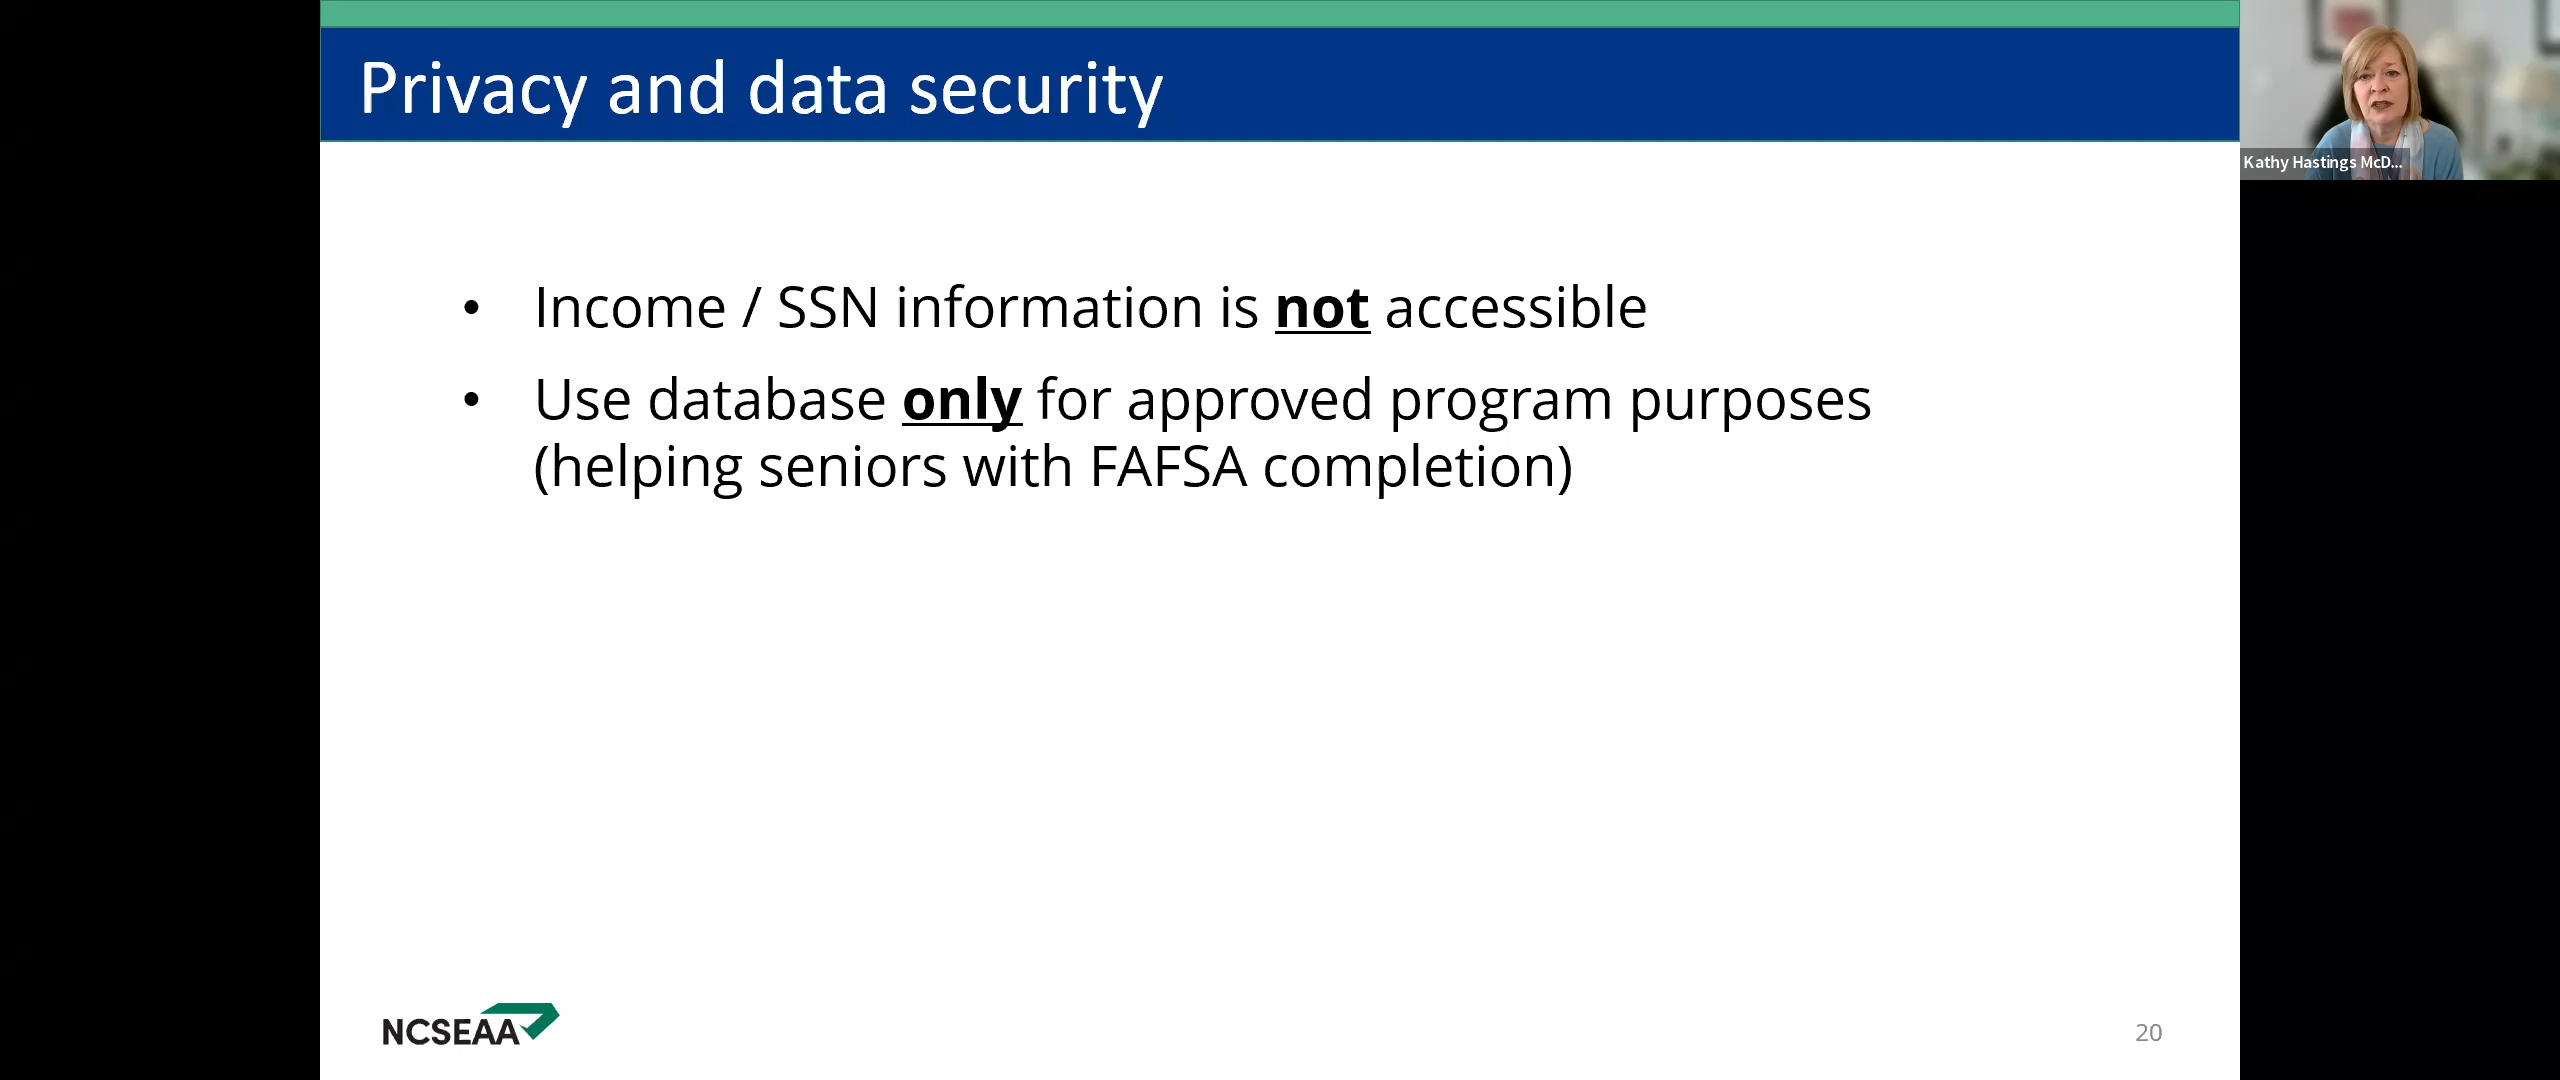 Privacy and data security
Kathy Hastings McD...
• Income / SSN information is not accessible
• Use database only for approved program purposes
(helping seniors with FAFSA completion)
NCSEAA
20